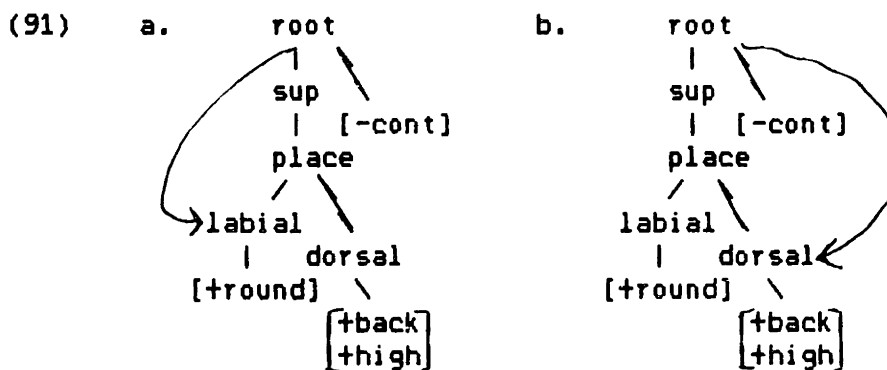 (91) a. root b. root
sup sup
[-cont] [-cont]
place place
labial labial
dorsal dorsal
[+round] [+round]
[+back] [+back]
[+high] [+high]